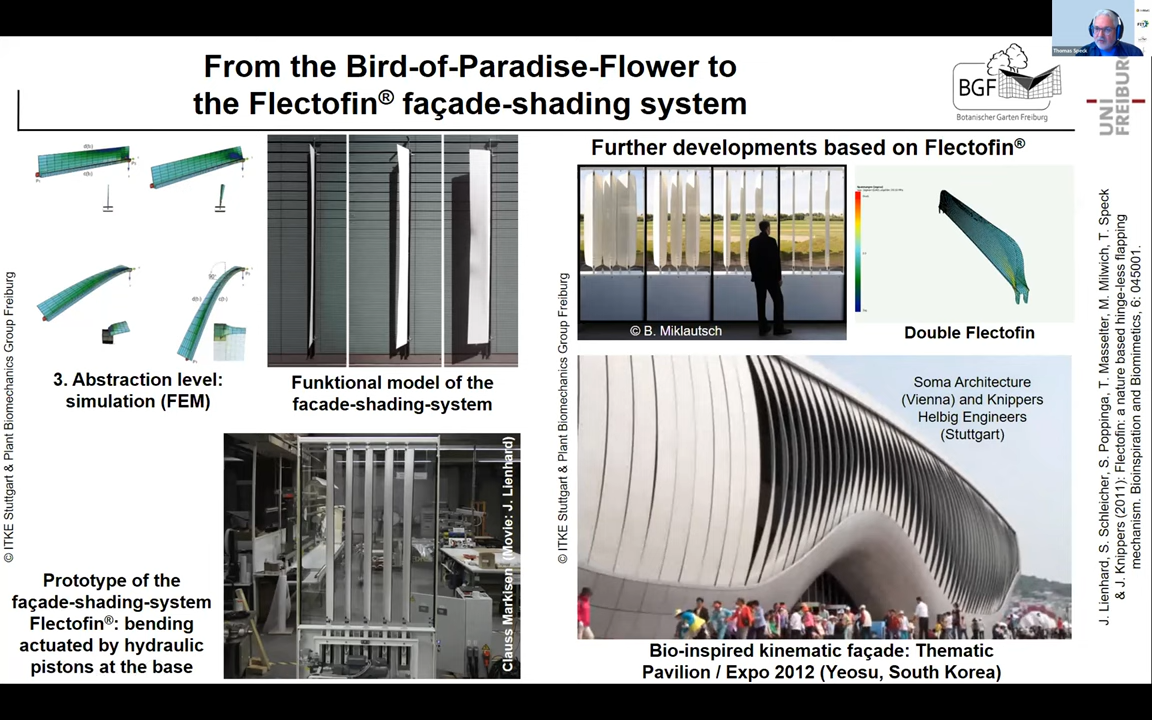 From the Bird-of-Paradise-Flower to
the Flectofin® façade-shading system
BGF
Botanischer Garten Freiburg
UNI
FREIBURG
Thomas Speck
© ITKE Stuttgart & Plant Biomechanics Group Freiburg
90°
3. Abstraction level:
simulation (FEM)
Funktional model of the
facade-shading-system
Prototype of the
façade-shading-system
Flectofin®: bending
actuated by hydraulic
pistons at the base
Clauss Markisen (Movie: J. Lienhard)
© ITKE Stuttgart & Plant Biomechanics Group Freiburg
Further developments based on Flectofin®
© B. Miklautsch
Double Flectofin
Soma Architecture
(Vienna) and Knippers
Helbig Engineers
(Stuttgart)
Bio-inspired kinematic façade: Thematic
Pavilion / Expo 2012 (Yeosu, South Korea)
J. Lienhard, S. Schleicher, S. Poppinga, T. Masselter, M. Milwich, T. Speck
& J. Knippers (2011): Flectofin: a nature based hinge-less flapping
mechanism. Bioinspiration and Biomimetics, 6: 045001.